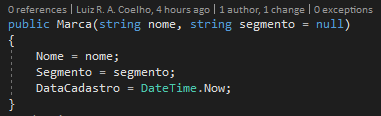 0 references | Luiz R. A. Coelho, 4 hours ago | 1 author, 1 change | 0 exceptions
public Marca(string nome, string segmento = null)
{
    Nome = nome;
    Segmento = segmento;
    DataCadastro = DateTime.Now;
}